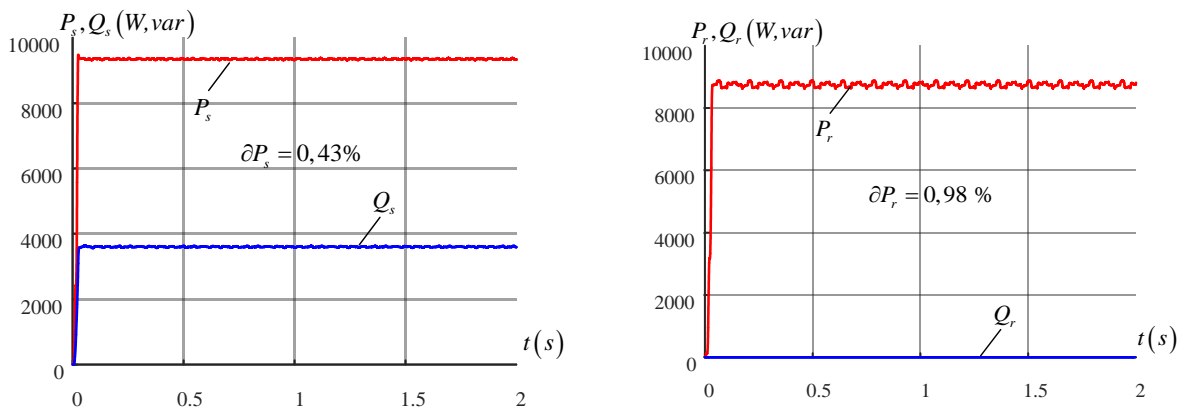 P_s, Q_s (W, var)
10000
8000
6000
4000
2000
0
P_s
∂P_s = 0,43%
Q_s
t(s)
0 0.5 1 1.5 2
P_r, Q_r (W, var)
10000
8000
6000
4000
2000
0
P_r
∂P_r = 0,98 %
Q_r
t(s)
0 0.5 1 1.5 2